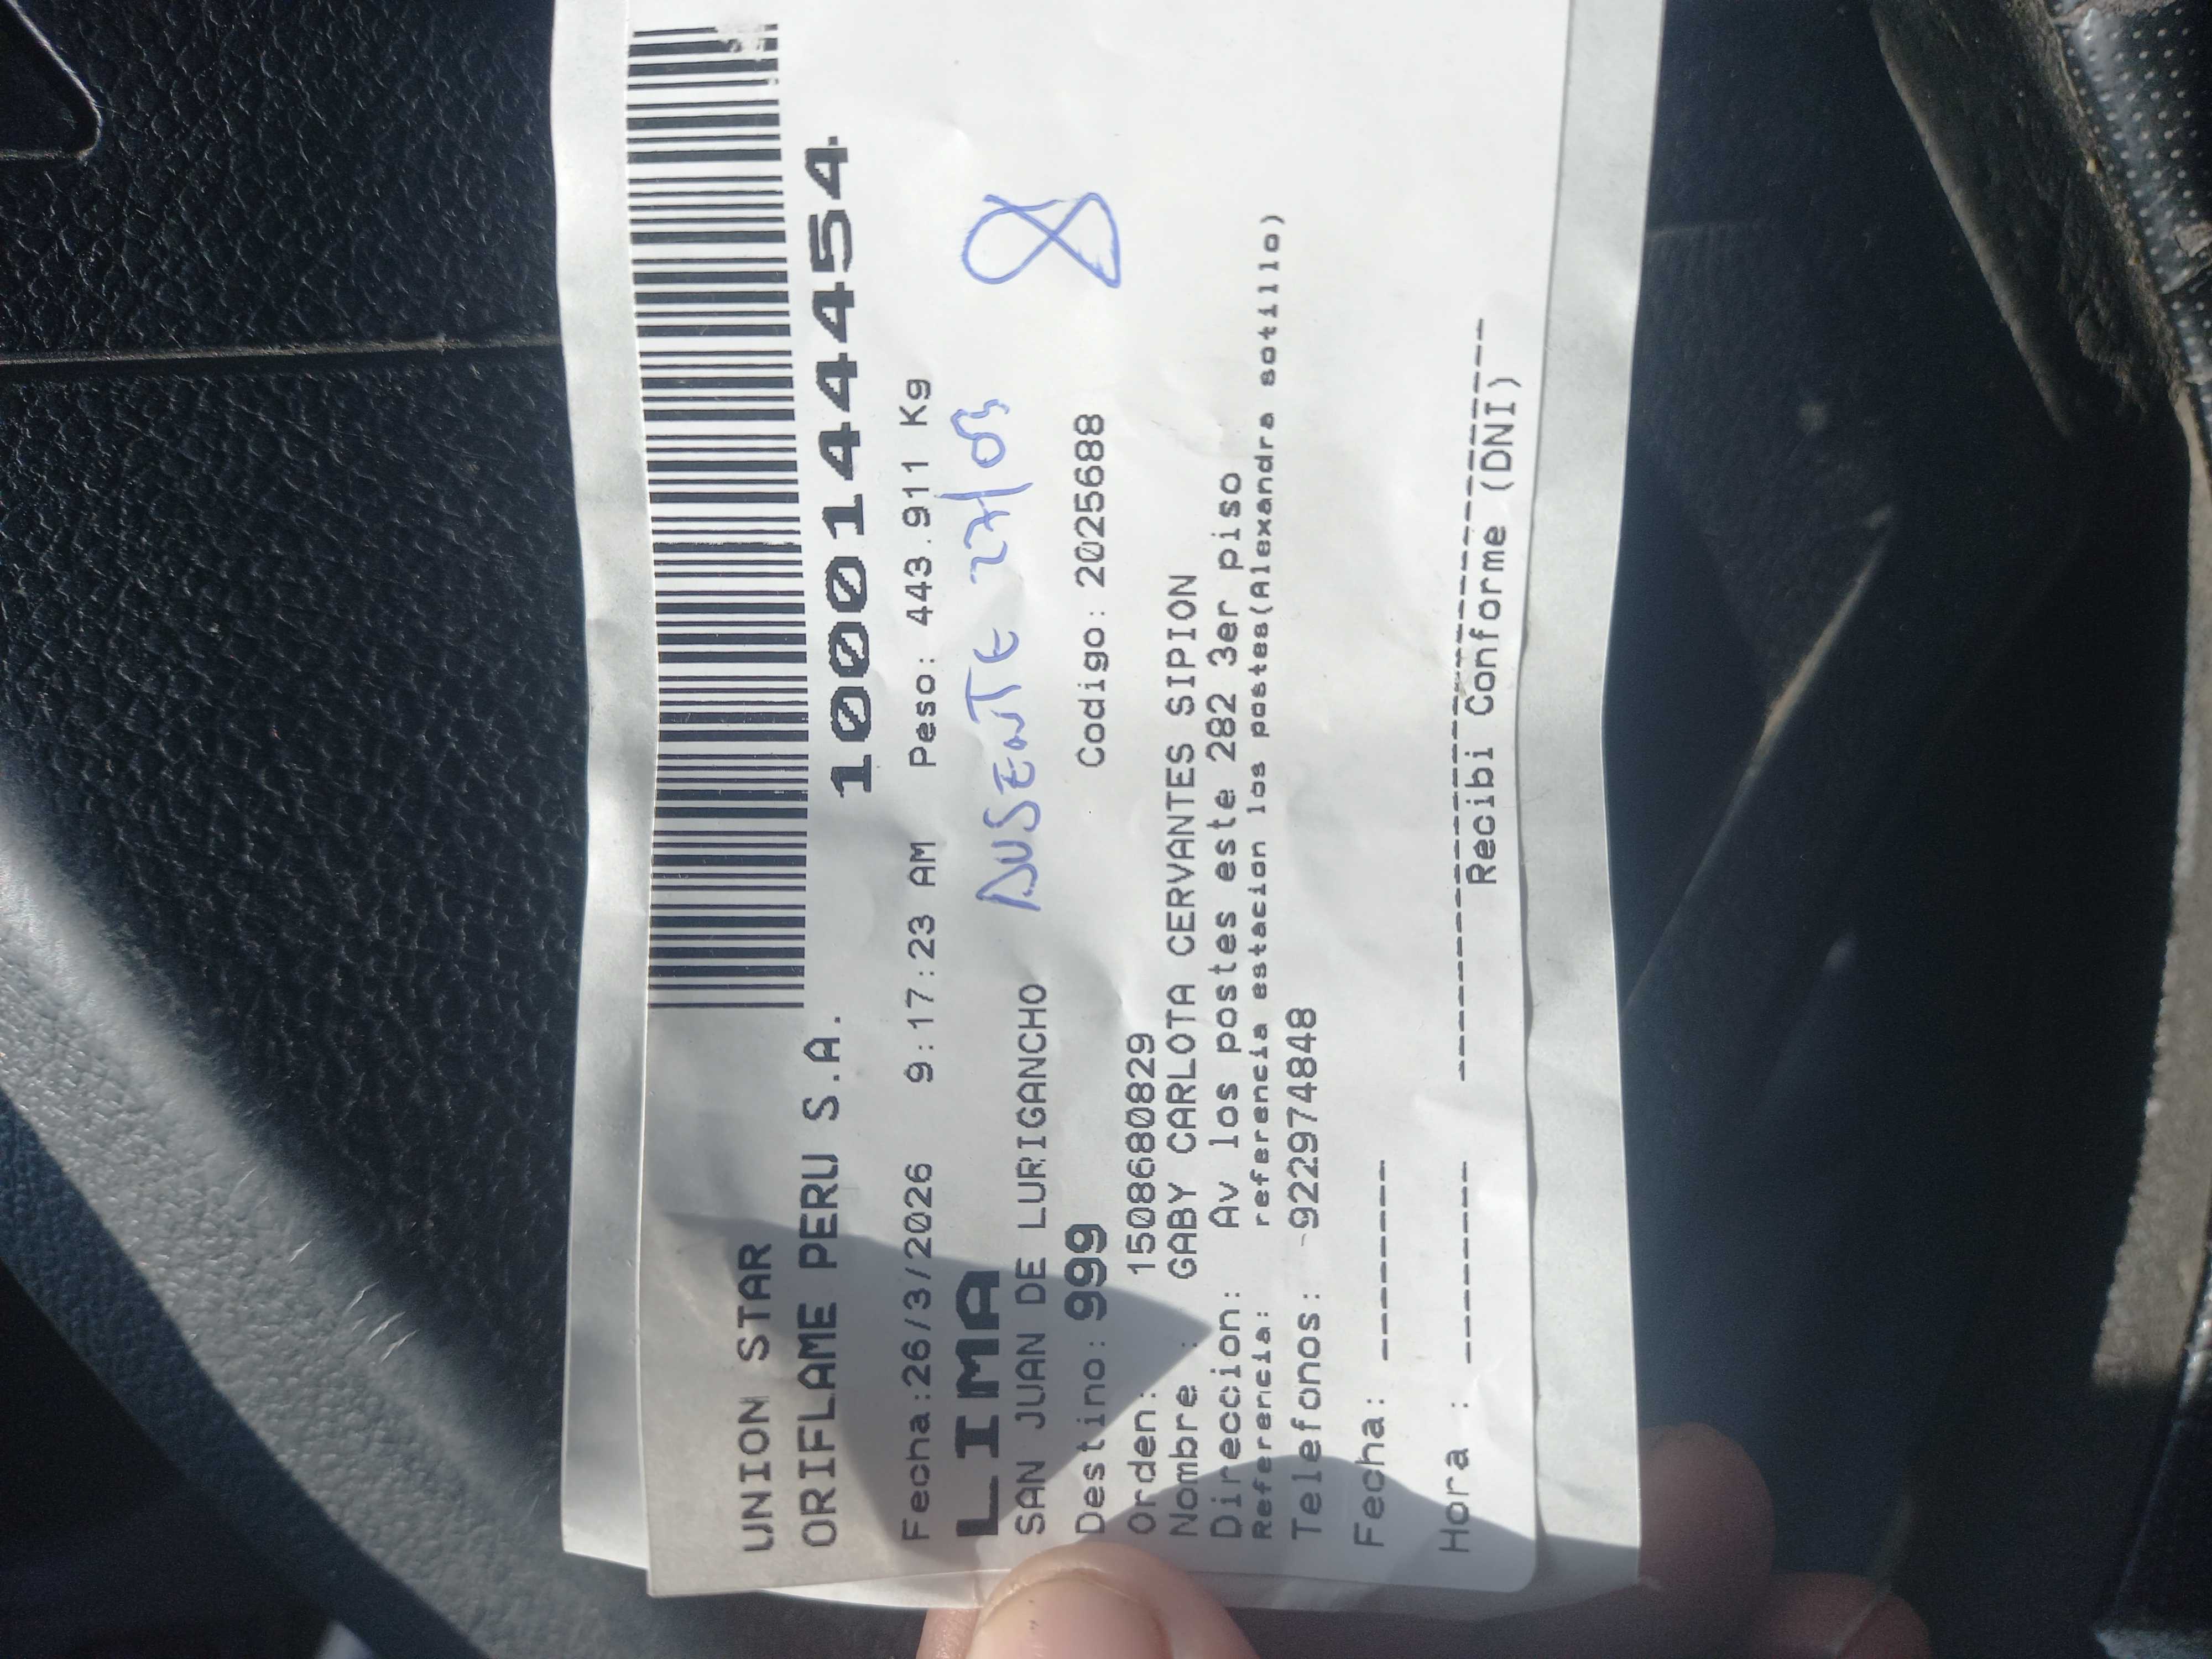 UNION STAR
ORIFLAME PERU S.A.
10001444454
Fecha:26/3/2026 9:17:23 AM Peso: 443.911 Kg
LIMA
AUSENTE 27/03
8
SAN JUAN DE LURIGANCHO
Destino: 999 Codigo: 2025688
Orden: 1508680829
Nombre : GABY CARLOTA CERVANTES SIPION
Direccion: Av los postes este 282 3er piso
Referencia: referencia estacion los postes(Alexandra sotillo)
Telefonos: -922974848
Fecha: --------
Hora : --------
Recibi Conforme (DNI)